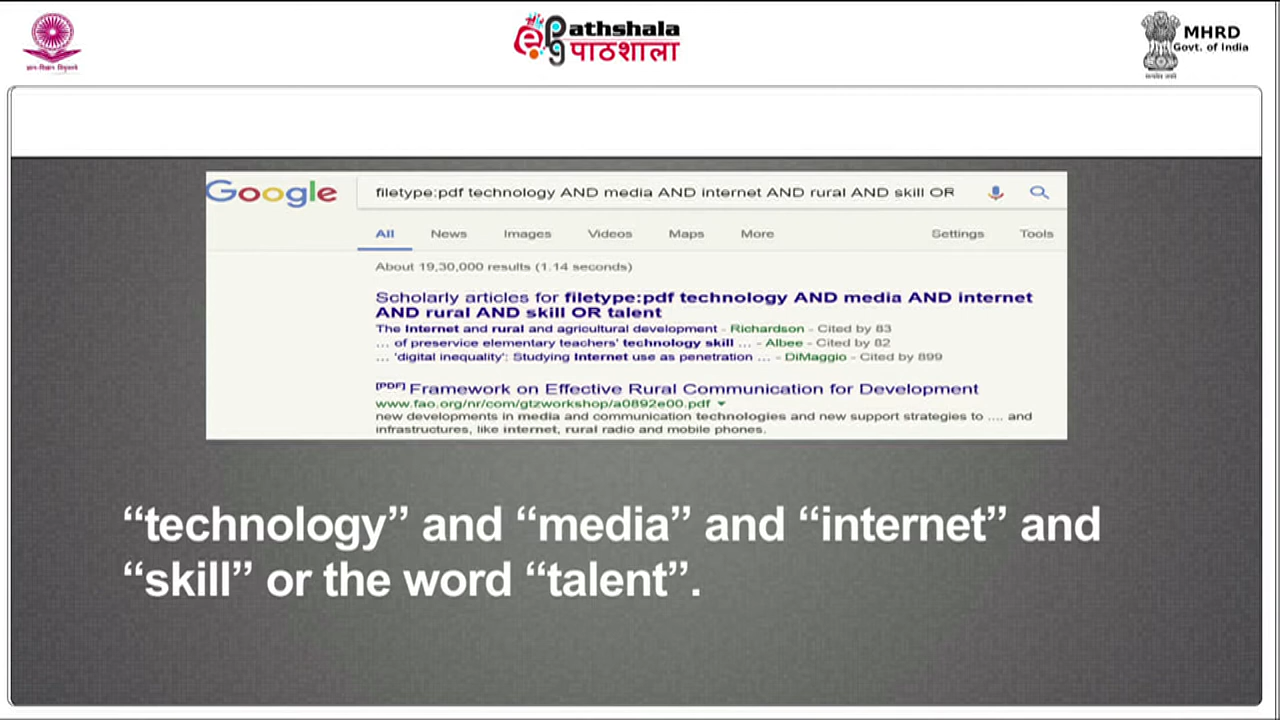 athshala
पाठशाला
MHRD
Govt. of India
Google
filetype:pdf technology AND media AND internet AND rural AND skill OR
All News Images Videos Maps More Settings Tools
About 19,30,000 results (1.14 seconds)
Scholarly articles for filetype:pdf technology AND media AND internet
AND rural AND skill OR talent
The Internet and rural and agricultural development - Richardson - Cited by 83
... of preservice elementary teachers' technology skill ... - Albee - Cited by 82
... 'digital inequality': Studying Internet use as penetration ... - DiMaggio - Cited by 899
[PDF] Framework on Effective Rural Communication for Development
www.fao.org/nr/com/gtzworkshop/a0892e00.pdf
new developments in media and communication technologies and new support strategies to .... and
infrastructures, like internet, rural radio and mobile phones.
“technology” and “media” and “internet” and
“skill” or the word “talent”.